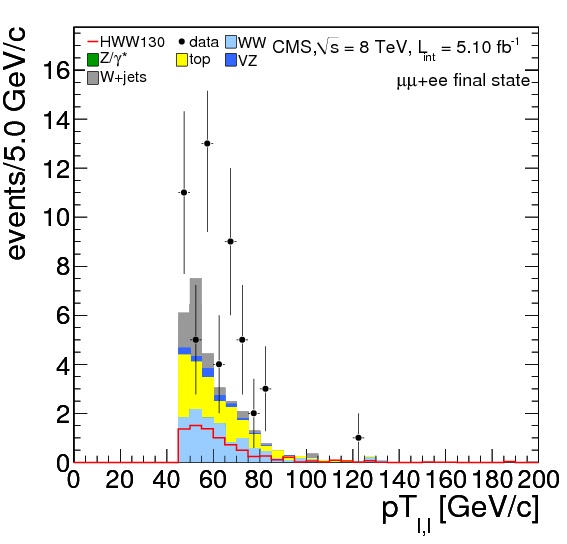 HWW130 data WW CMS,√s = 8 TeV, L_int = 5.10 fb⁻¹
Z/γ* top VZ
W+jets
μμ+ee final state
events/5.0 GeV/c
16
14
12
10
8
6
4
2
0
0 20 40 60 80 100 120 140 160 180 200
pT_l,l [GeV/c]